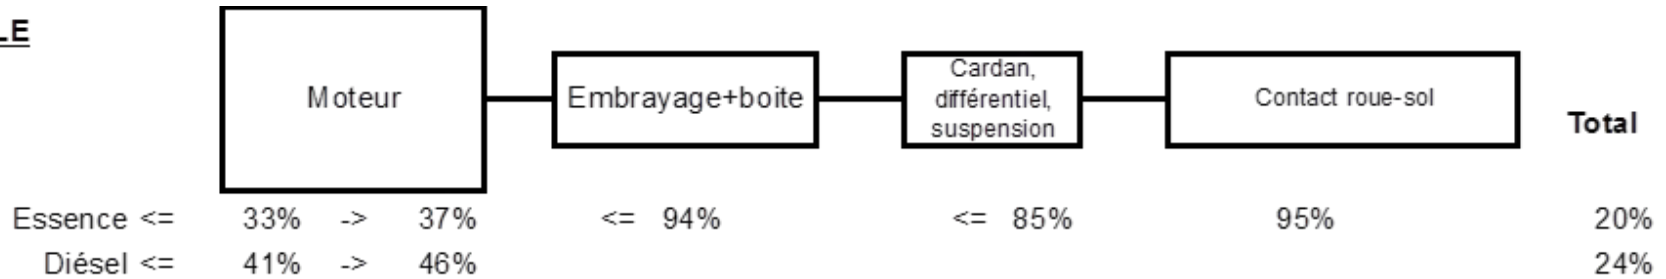 LE
Moteur
Embrayage+boite
Cardan,
différentiel,
suspension
Contact roue-sol
Total
Essence <= 33% -> 37% <= 94% <= 85% 95% 20%
Diésel <= 41% -> 46% 24%